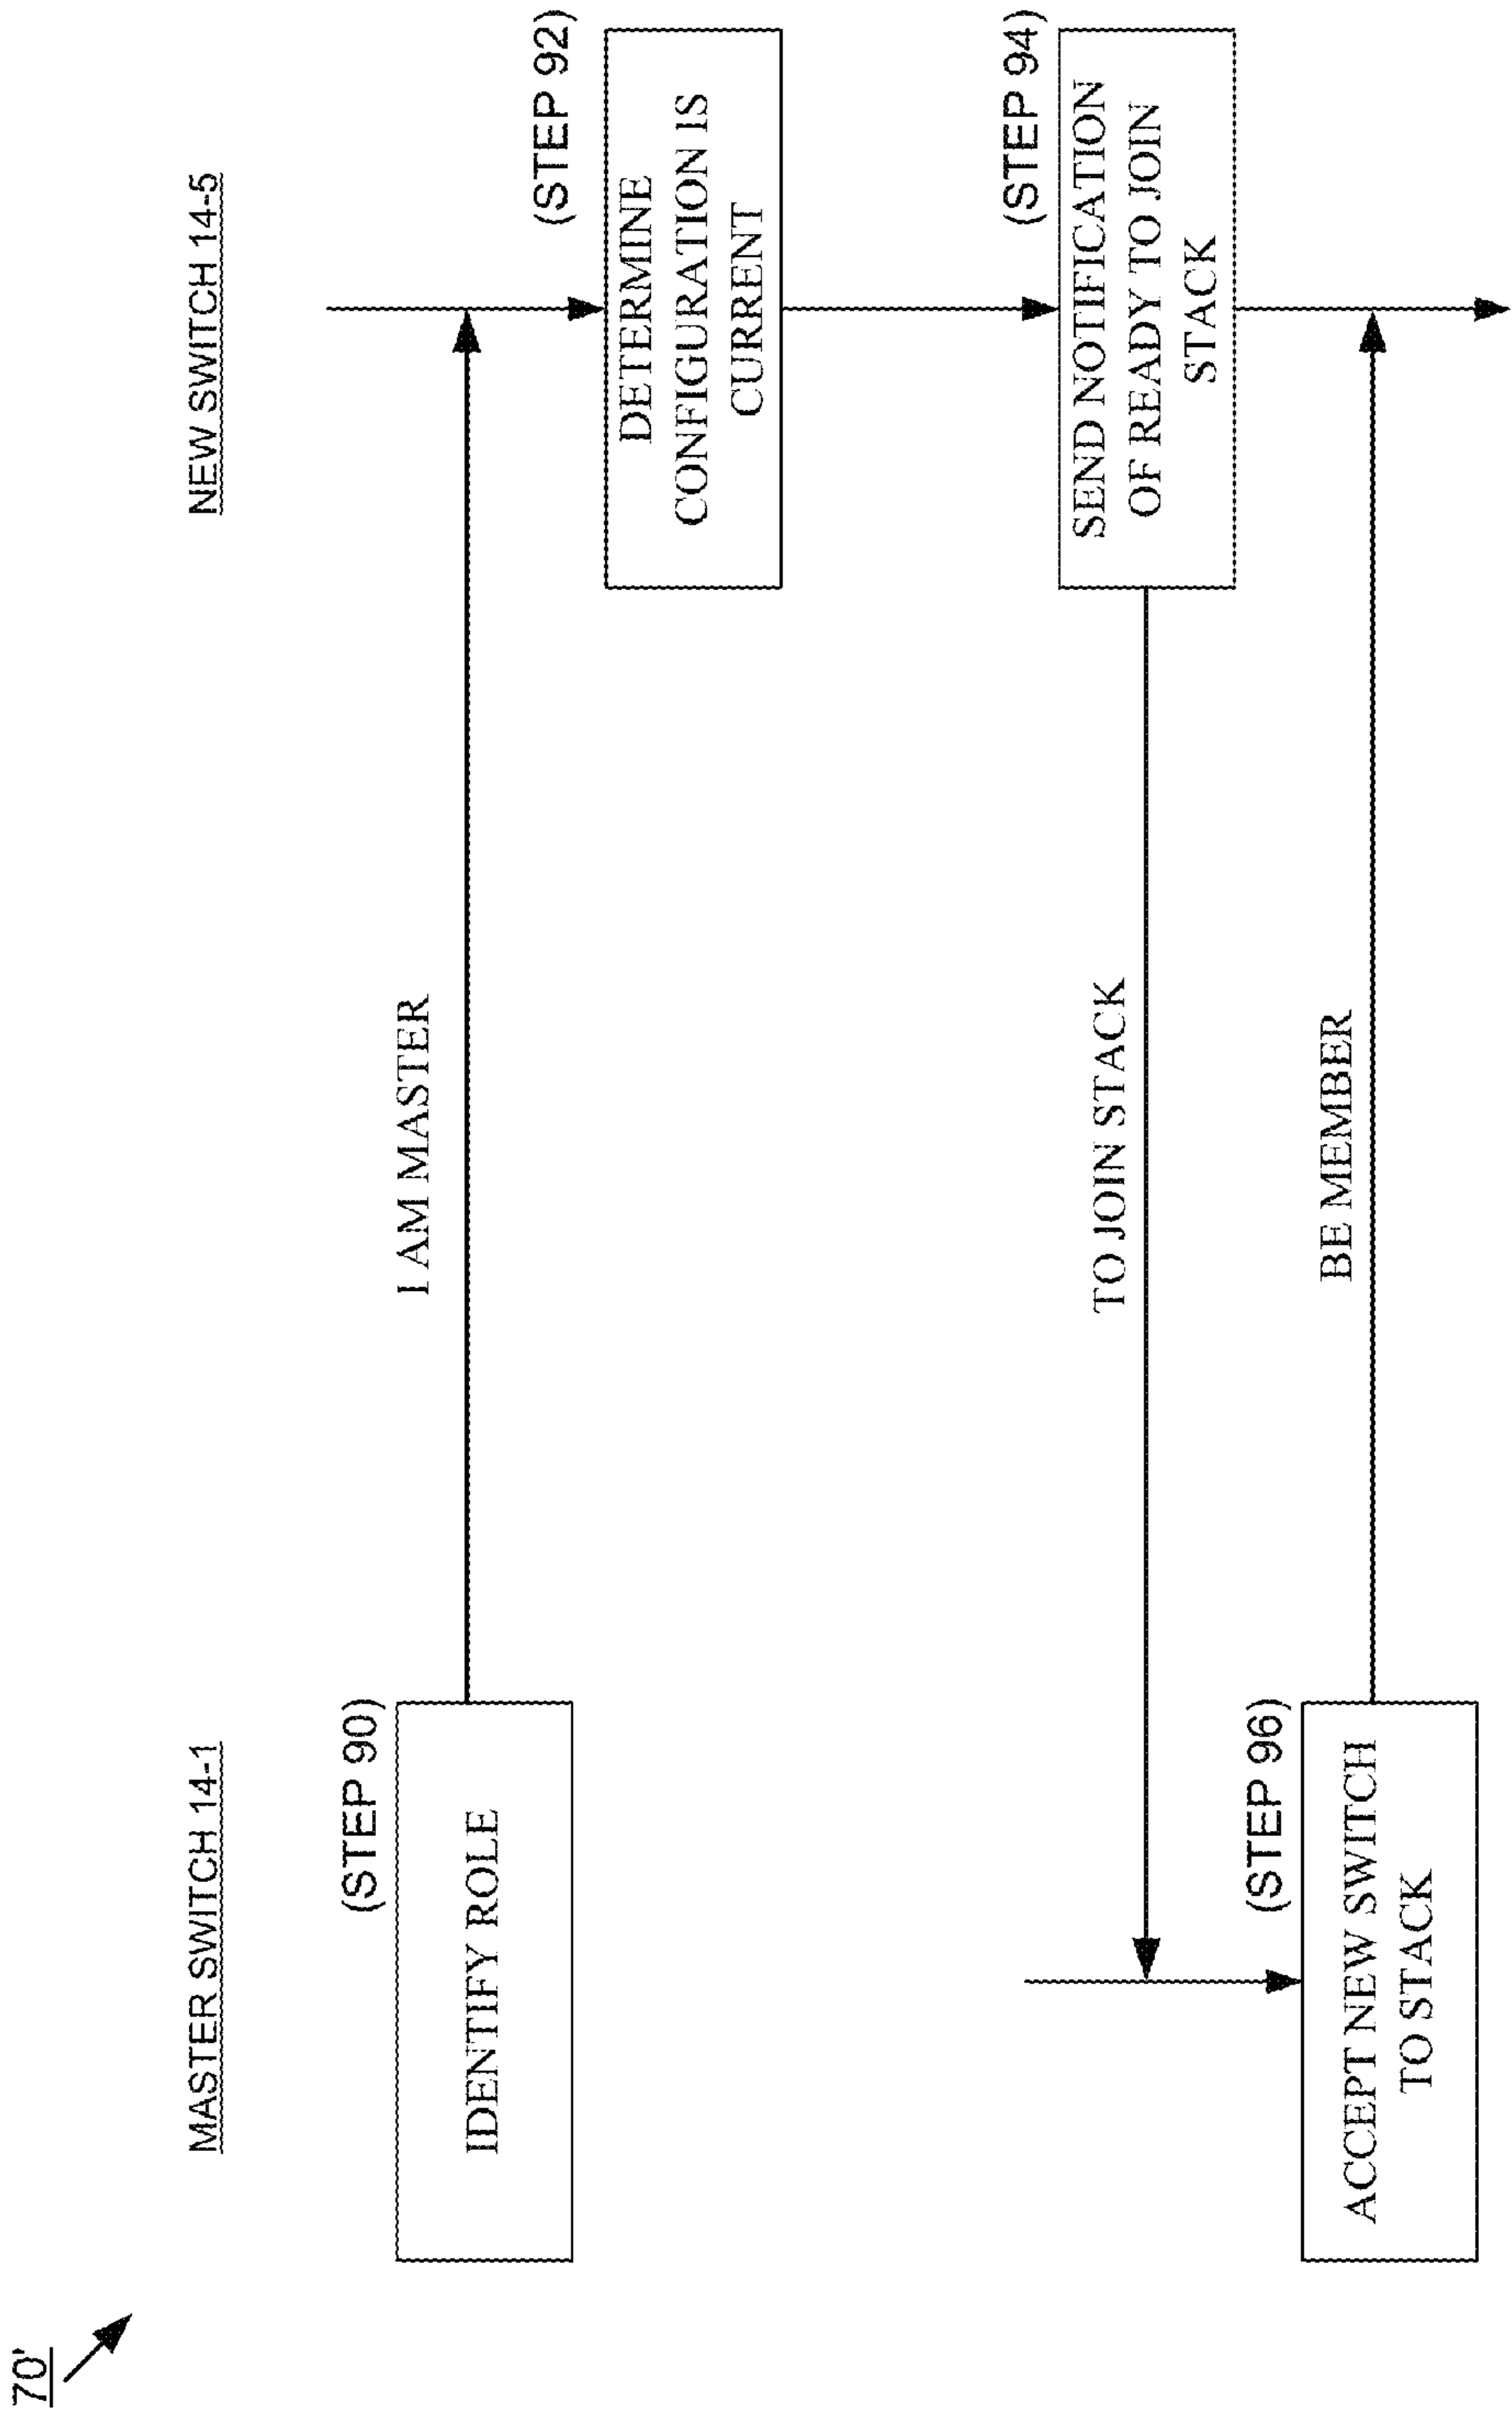 70'
MASTER SWITCH 14-1
NEW SWITCH 14-5
(STEP 90)
IDENTIFY ROLE
I AM MASTER
(STEP 92)
DETERMINE
CONFIGURATION IS
CURRENT
(STEP 94)
SEND NOTIFICATION
OF READY TO JOIN
STACK
TO JOIN STACK
(STEP 96)
ACCEPT NEW SWITCH
TO STACK
BE MEMBER